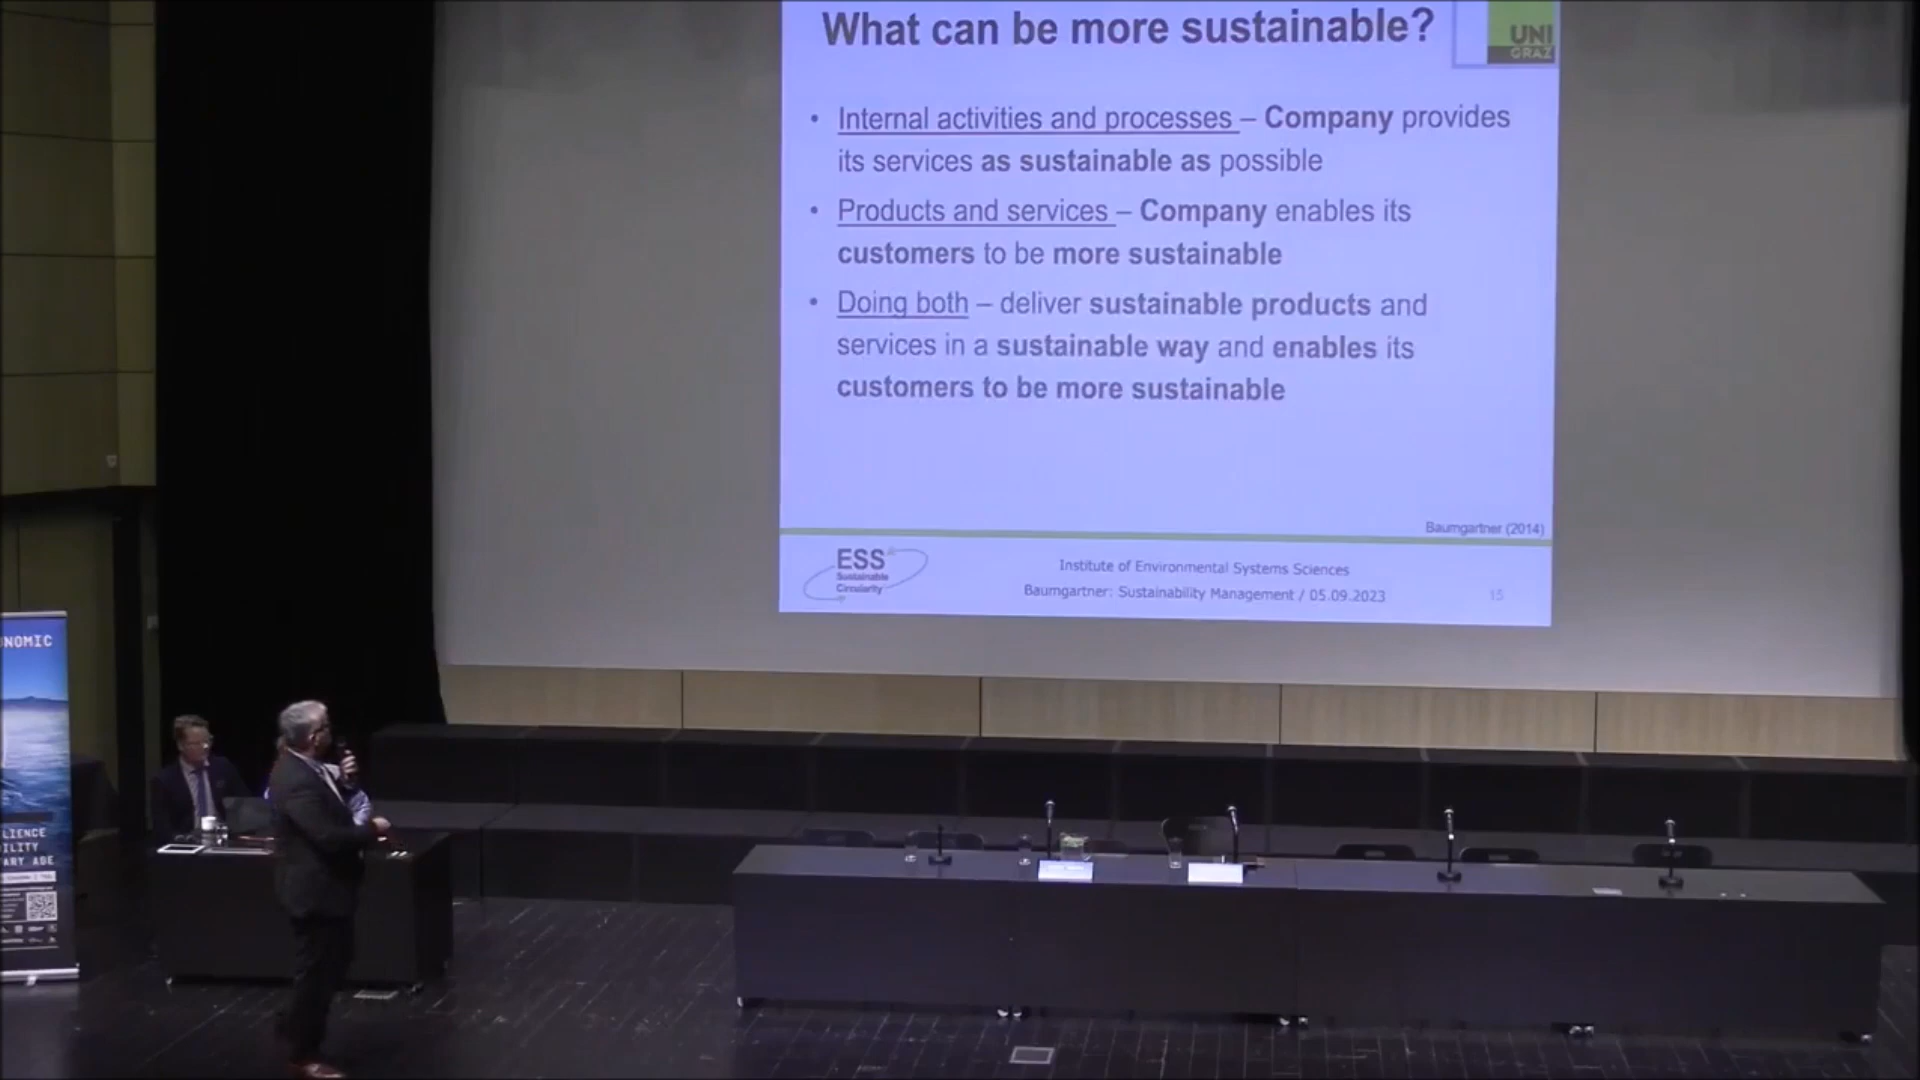 What can be more sustainable?
UNI
GRAZ
• Internal activities and processes – Company provides
its services as sustainable as possible
• Products and services – Company enables its
customers to be more sustainable
• Doing both – deliver sustainable products and
services in a sustainable way and enables its
customers to be more sustainable
Baumgartner (2014)
ESS
Sustainable
Circularity
Institute of Environmental Systems Sciences
Baumgartner: Sustainability Management / 05.09.2023
15
NOMIC
LIENCE
ILITY
ARY AGE